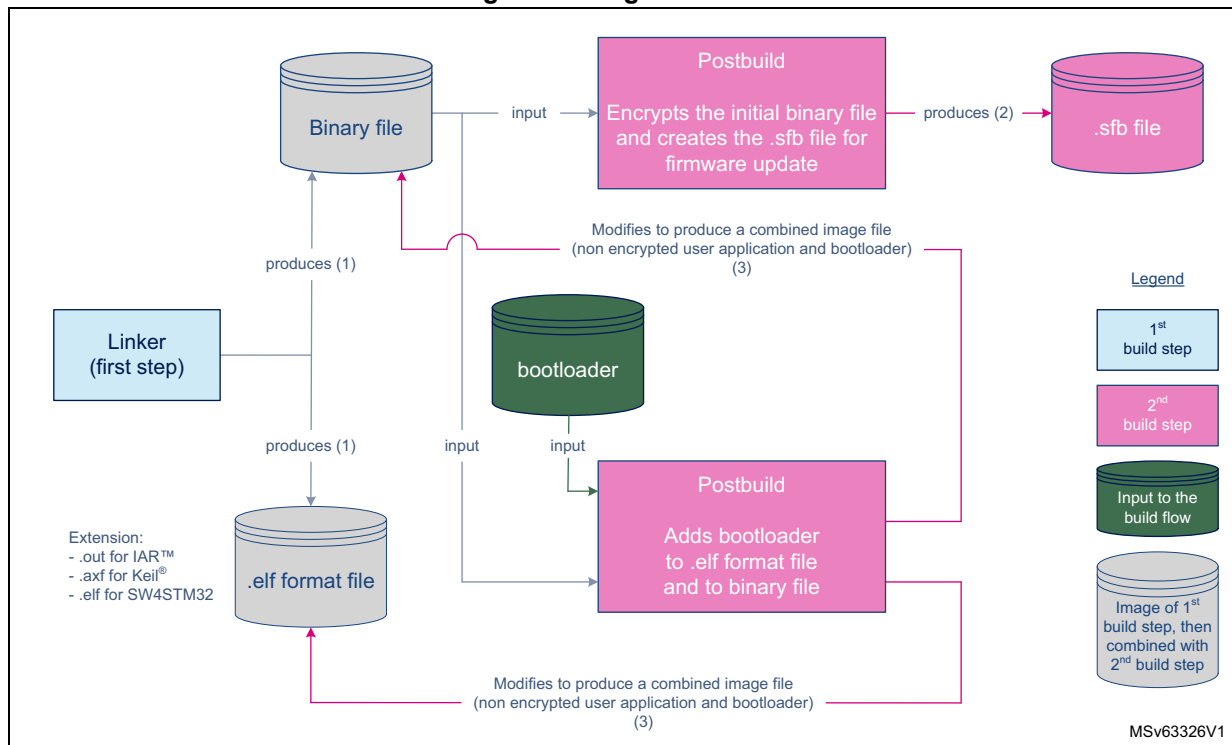 Binary file
input
Postbuild
Encrypts the initial binary file
and creates the .sfb file for
firmware update
produces (2)
.sfb file
Modifies to produce a combined image file
(non encrypted user application and bootloader)
(3)
produces (1)
Linker
(first step)
bootloader
produces (1)
input
input
Postbuild
Adds bootloader
to .elf format file
and to binary file
Extension:
- .out for IAR™
- .axf for Keil®
- .elf for SW4STM32
.elf format file
Modifies to produce a combined image file
(non encrypted user application and bootloader)
(3)
Legend
1st
build step
2nd
build step
Input to the
build flow
Image of 1st
build step, then
combined with
2nd build step
MSv63326V1